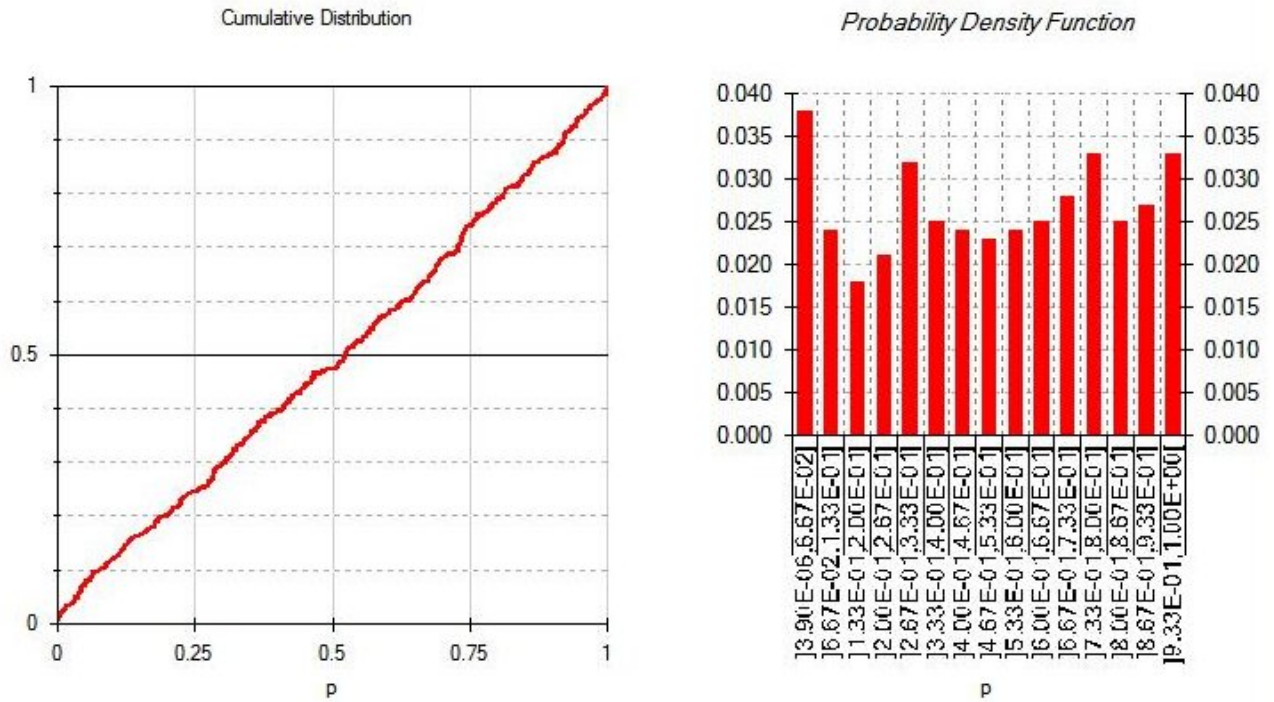 Cumulative Distribution
1
0.5
0
0 0.25 0.5 0.75 1
p
Probability Density Function
0.040 0.040
0.035 0.035
0.030 0.030
0.025 0.025
0.020 0.020
0.015 0.015
0.010 0.010
0.005 0.005
0.000 0.000
]3.90E-06,6.67E-02]
]6.67E-02,1.33E-01]
]1.33E-01,2.00E-01]
]2.00E-01,2.67E-01]
]2.67E-01,3.33E-01]
]3.33E-01,4.00E-01]
]4.00E-01,4.67E-01]
]4.67E-01,5.33E-01]
]5.33E-01,6.00E-01]
]6.00E-01,6.67E-01]
]6.67E-01,7.33E-01]
]7.33E-01,8.00E-01]
]8.00E-01,8.67E-01]
]8.67E-01,9.33E-01]
]9.33E-01,1.00E+00[
p